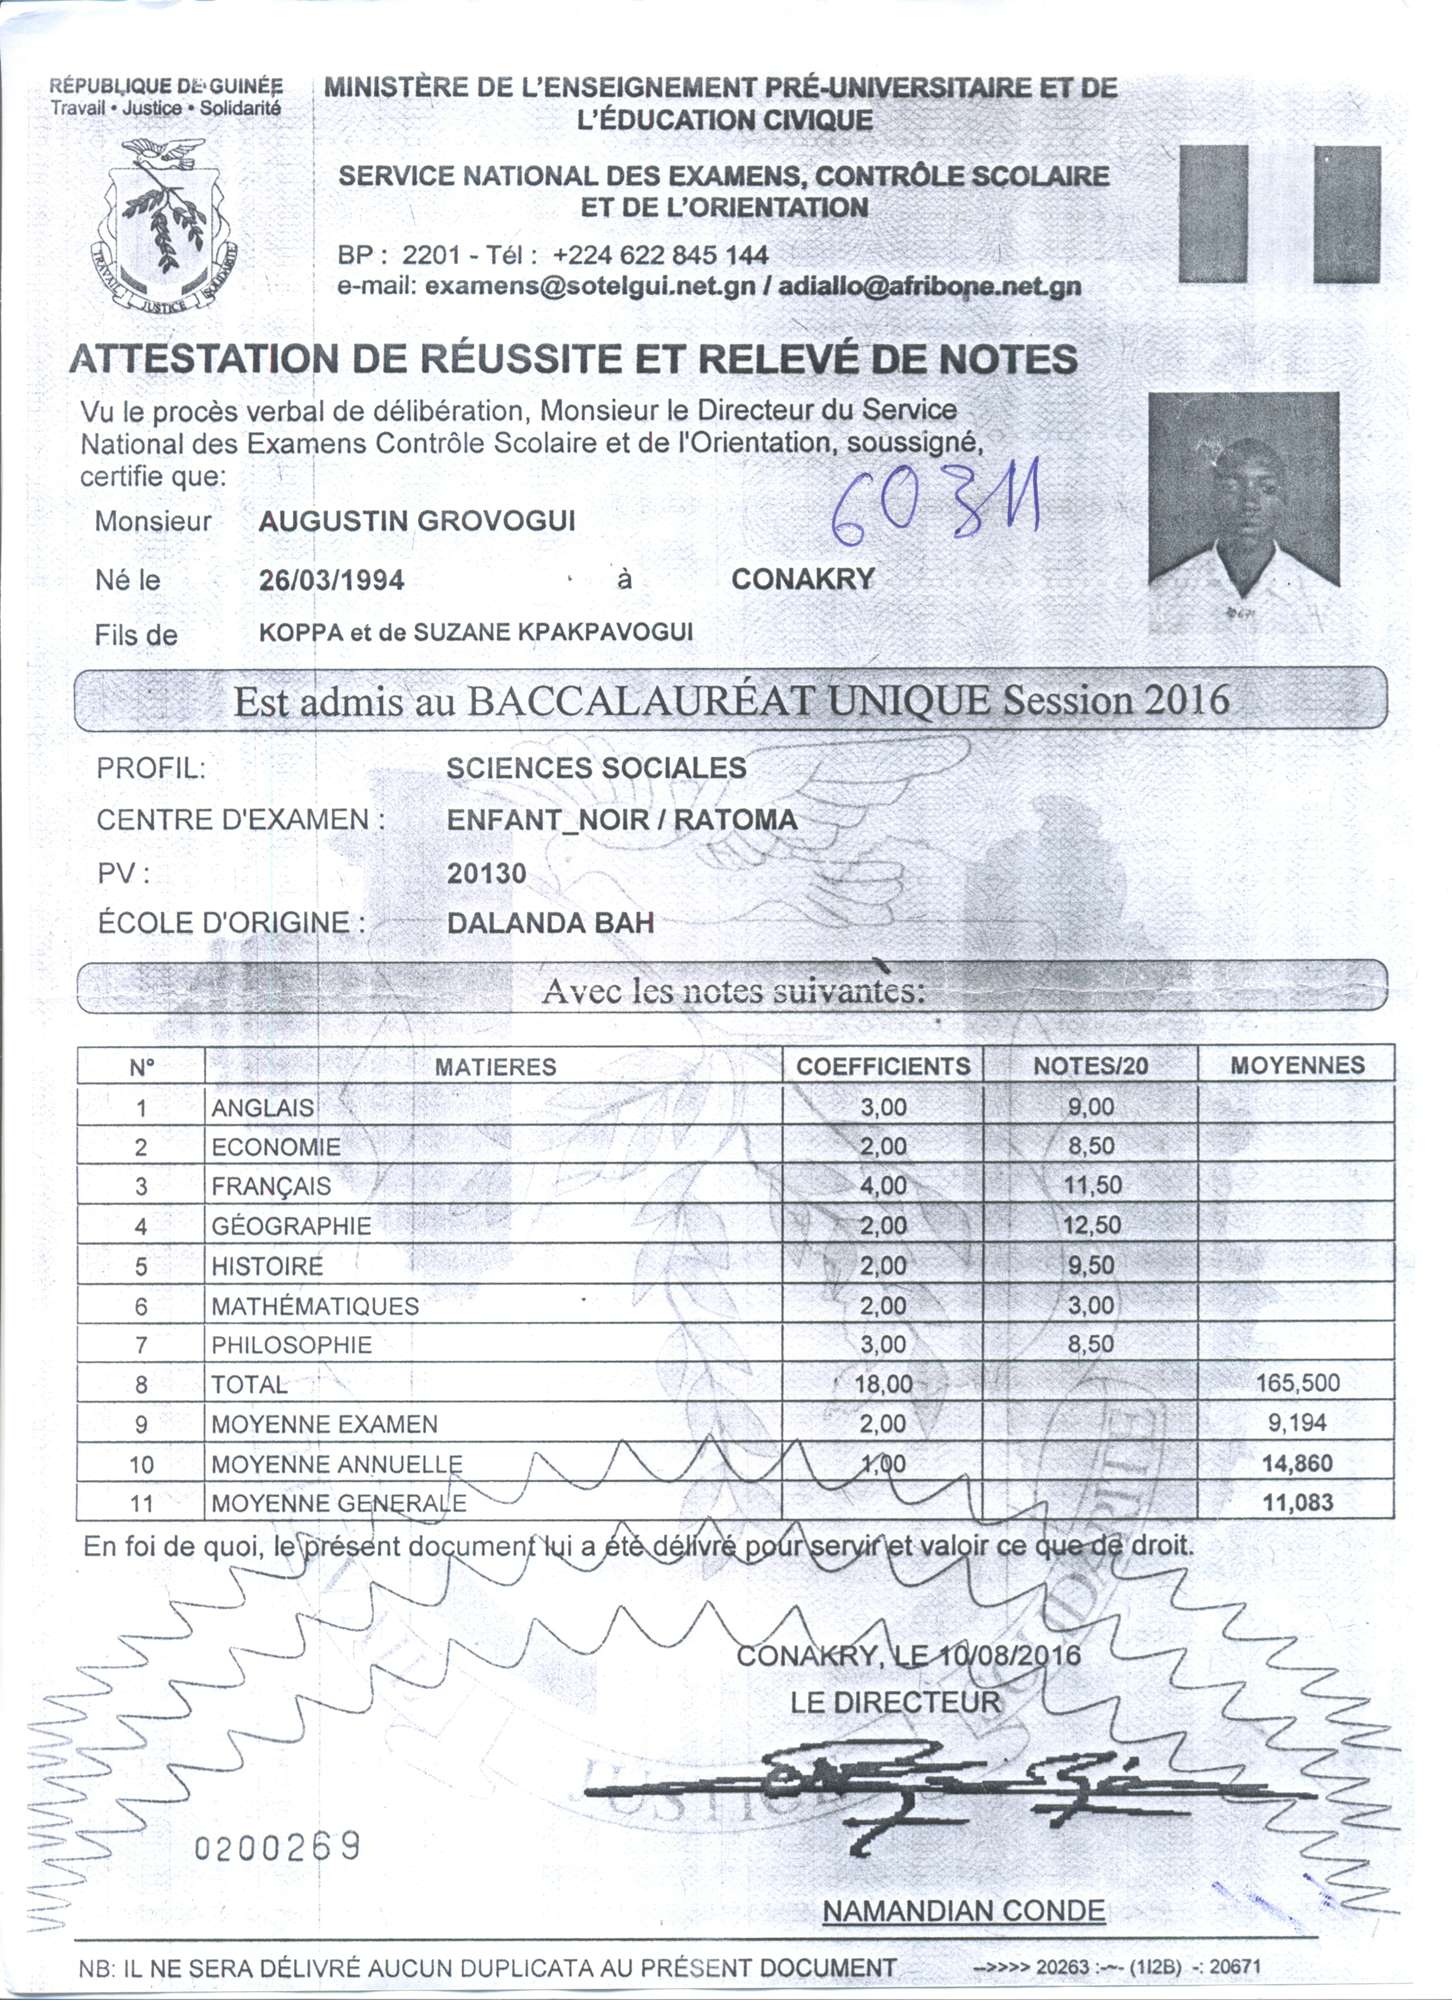 RÉPUBLIQUE DE GUINÉE
Travail • Justice • Solidarité
TRAVAIL JUSTICE SOLIDARITÉ
MINISTÈRE DE L'ENSEIGNEMENT PRÉ-UNIVERSITAIRE ET DE
L'ÉDUCATION CIVIQUE
SERVICE NATIONAL DES EXAMENS, CONTRÔLE SCOLAIRE
ET DE L'ORIENTATION
BP : 2201 - Tél : +224 622 845 144
e-mail: examens@sotelgui.net.gn / adiallo@afribone.net.gn
ATTESTATION DE RÉUSSITE ET RELEVÉ DE NOTES
Vu le procès verbal de délibération, Monsieur le Directeur du Service
National des Examens Contrôle Scolaire et de l'Orientation, soussigné,
certifie que:
60311
Monsieur AUGUSTIN GROVOGUI
Né le 26/03/1994 à CONAKRY
Fils de KOPPA et de SUZANE KPAKPAVOGUI
Est admis au BACCALAURÉAT UNIQUE Session 2016
PROFIL: SCIENCES SOCIALES
CENTRE D'EXAMEN : ENFANT_NOIR / RATOMA
PV : 20130
ÉCOLE D'ORIGINE : DALANDA BAH
Avec les notes suivantes:
N° MATIERES COEFFICIENTS NOTES/20 MOYENNES
1 ANGLAIS 3,00 9,00
2 ECONOMIE 2,00 8,50
3 FRANÇAIS 4,00 11,50
4 GÉOGRAPHIE 2,00 12,50
5 HISTOIRE 2,00 9,50
6 MATHÉMATIQUES 2,00 3,00
7 PHILOSOPHIE 3,00 8,50
8 TOTAL 18,00 165,500
9 MOYENNE EXAMEN 2,00 9,194
10 MOYENNE ANNUELLE 1,00 14,860
11 MOYENNE GENERALE 11,083
En foi de quoi, le présent document lui a été délivré pour servir et valoir ce que de droit.
CONAKRY, LE 10/08/2016
LE DIRECTEUR
JUSTICE
0200269
NAMANDIAN CONDE
NB: IL NE SERA DÉLIVRÉ AUCUN DUPLICATA AU PRÉSENT DOCUMENT -->>>> 20263 :-~- (1I2B) -: 20671